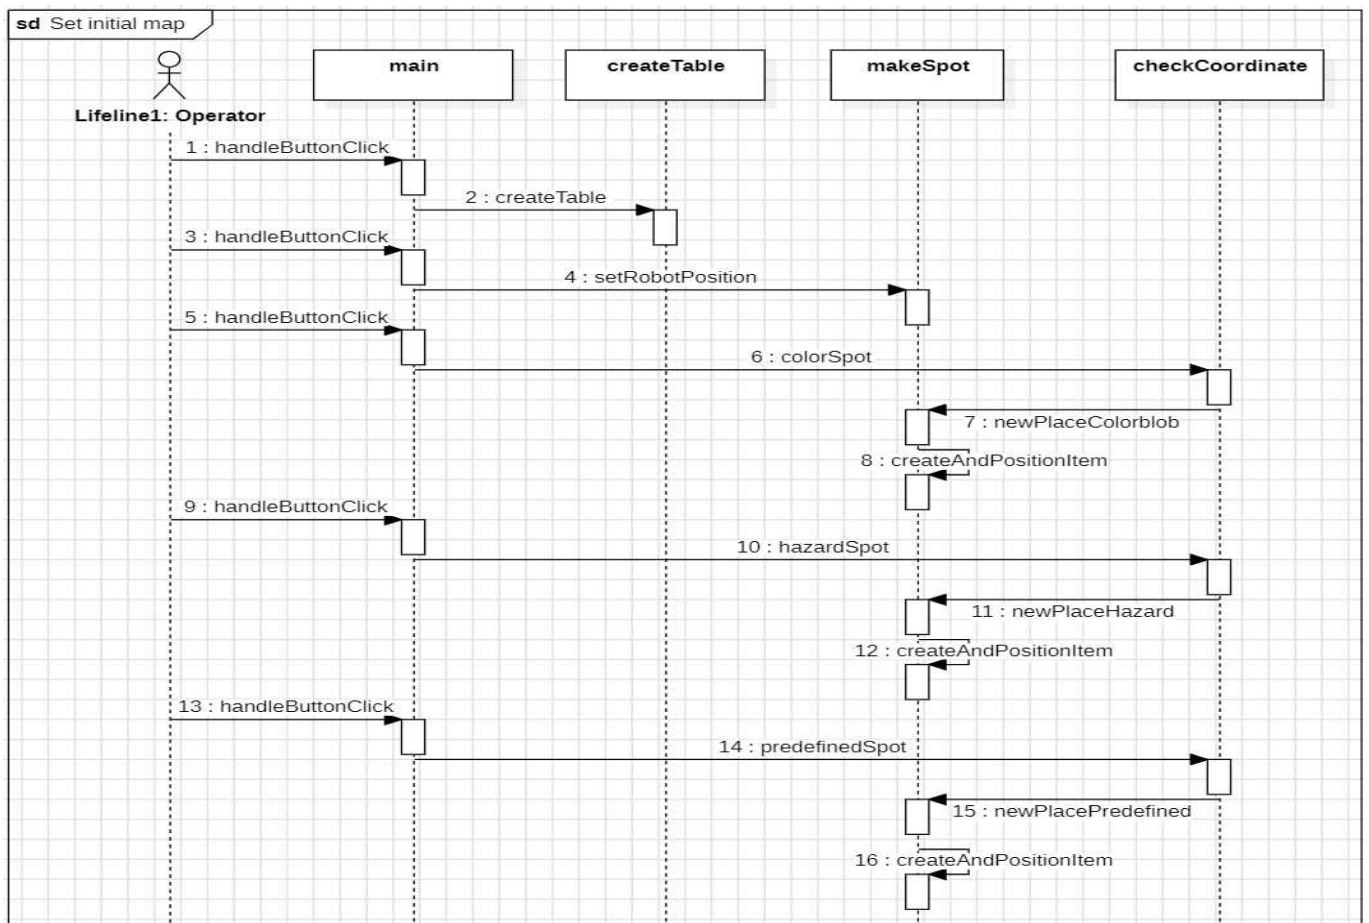 sd Set initial map
main
createTable
makeSpot
checkCoordinate
Lifeline1: Operator
1 : handleButtonClick
2 : createTable
3 : handleButtonClick
4 : setRobotPosition
5 : handleButtonClick
6 : colorSpot
7 : newPlaceColorblob
8 : createAndPositionItem
9 : handleButtonClick
10 : hazardSpot
11 : newPlaceHazard
12 : createAndPositionItem
13 : handleButtonClick
14 : predefinedSpot
15 : newPlacePredefined
16 : createAndPositionItem